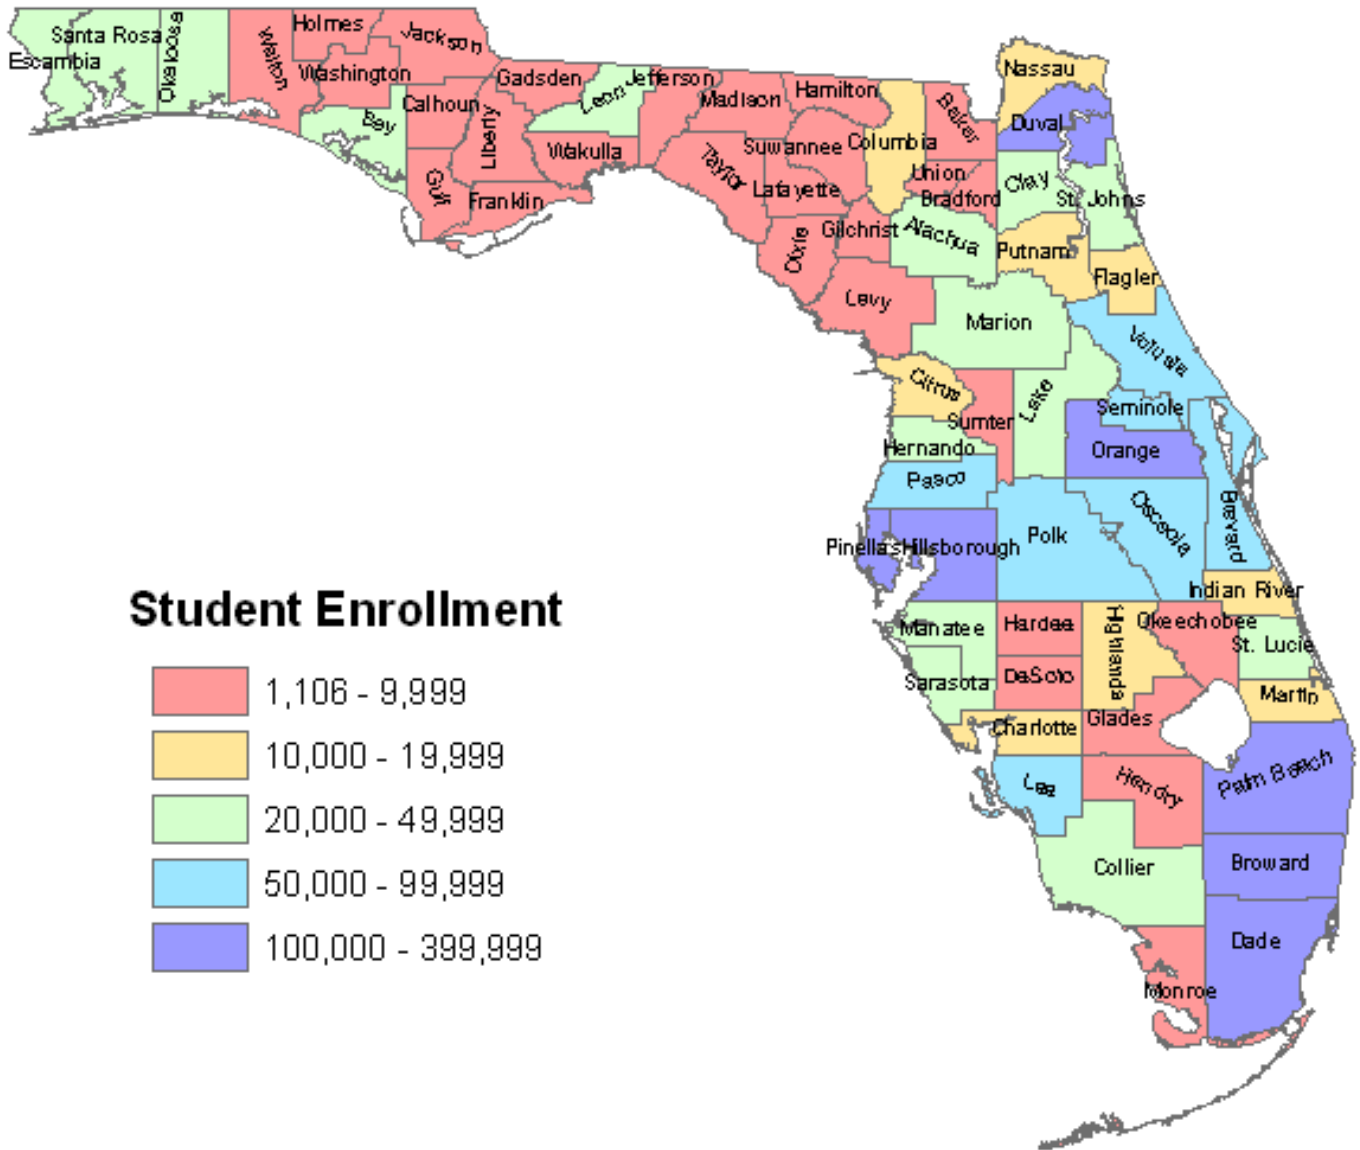 Holmes
Jackson
Santa Rosa
Okaloosa
Walton
Escambia
Washington
Gadsden
Jefferson
Leon
Madison
Hamilton
Nassau
Calhoun
Bay
Liberty
Baker
Duval
Wakulla
Suwannee
Columbia
Taylor
Union
Clay
Gulf
Franklin
Lafayette
Bradford
St. Johns
Dixie
Gilchrist
Alachua
Putnam
Flagler
Levy
Marion
Volusia
Citrus
Lake
Seminole
Sumter
Hernando
Orange
Pasco
Osceola
Brevard
Polk
Pinellas
Hillsborough
Indian River
Student Enrollment
Manatee
Hardee
Highlands
Okeechobee
St. Lucie
Sarasota
DeSoto
1,106 - 9,999
Martin
Charlotte
Glades
10,000 - 19,999
Lee
Hendry
Palm Beach
20,000 - 49,999
Collier
Broward
50,000 - 99,999
100,000 - 399,999
Dade
Monroe